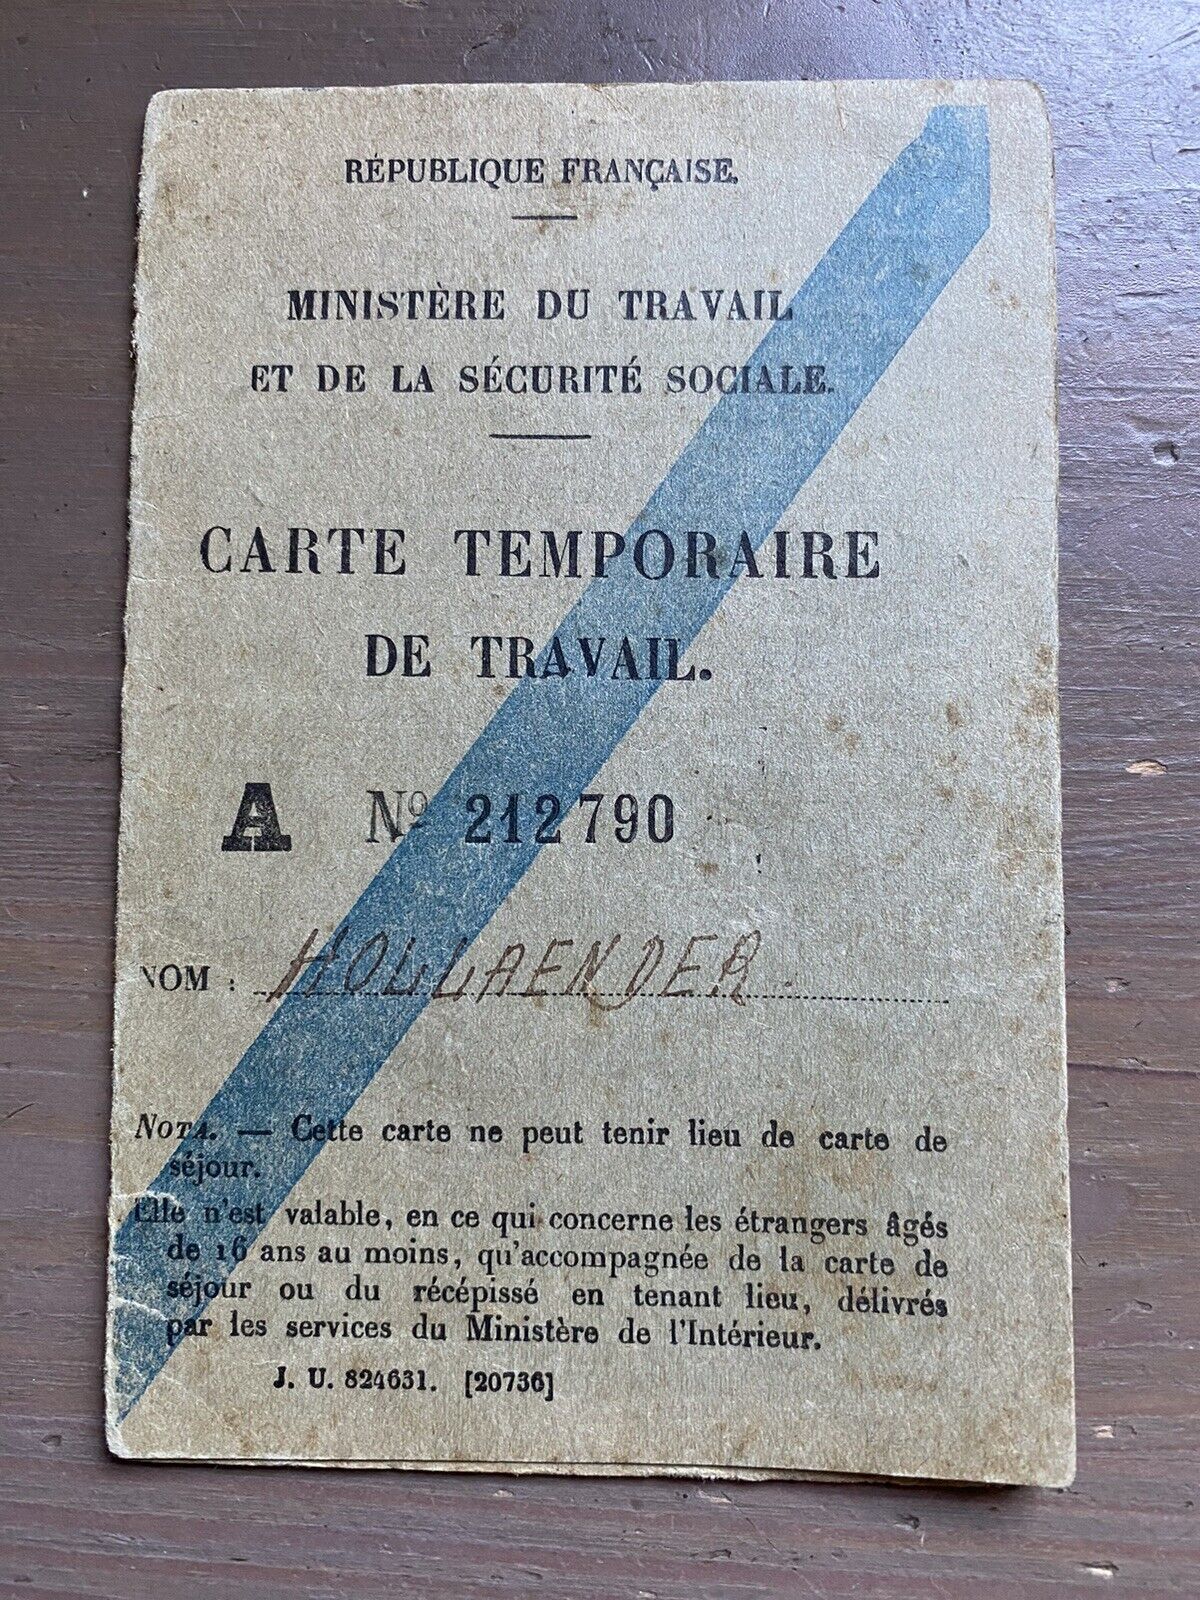 RÉPUBLIQUE FRANÇAISE.
MINISTÈRE DU TRAVAIL
ET DE LA SÉCURITÉ SOCIALE.
CARTE TEMPORAIRE
DE TRAVAIL.
A Nº 212790
NOM : HOLLAENDER.
NOTA. — Cette carte ne peut tenir lieu de carte de
séjour.
Elle n'est valable, en ce qui concerne les étrangers âgés
de 16 ans au moins, qu'accompagnée de la carte de
séjour ou du récépissé en tenant lieu, délivrés
par les services du Ministère de l'Intérieur.
J. U. 824631. [20736]